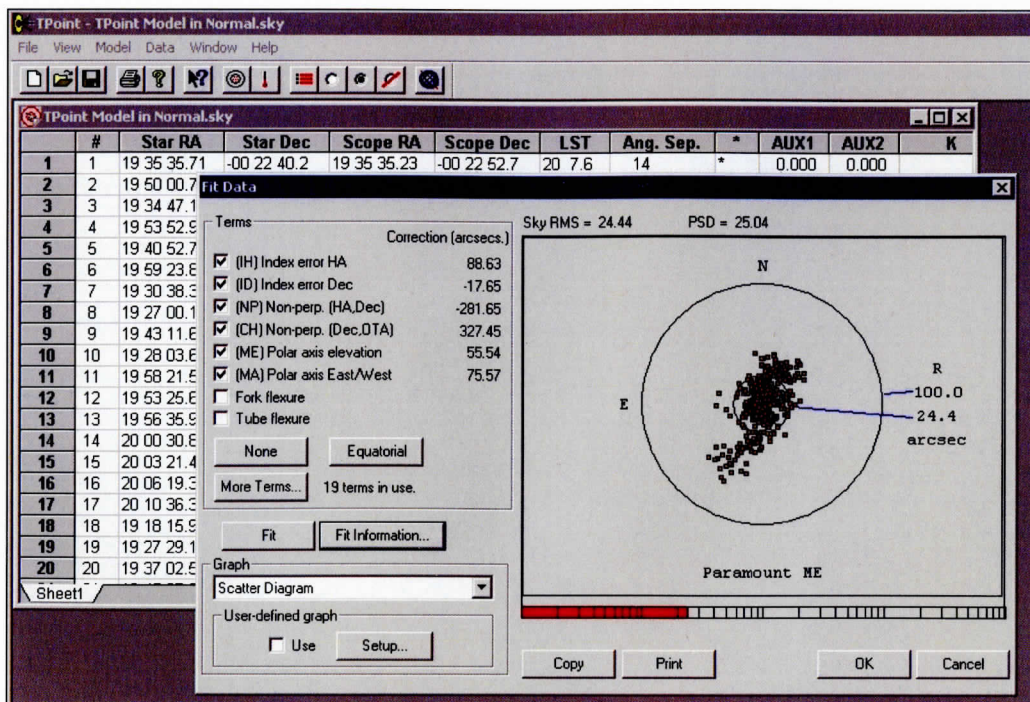 TPoint - TPoint Model in Normal.sky
File View Model Data Window Help
TPoint Model in Normal.sky
# Star RA Star Dec Scope RA Scope Dec LST Ang. Sep. * AUX1 AUX2 K
1 1 19 35 35.71 -00 22 40.2 19 35 35.23 -00 22 52.7 20 7.6 14 * 0.000 0.000
2 2 19 50 00.7
3 3 19 34 47.1
4 4 19 53 52.9
5 5 19 40 52.7
6 6 19 59 23.8
7 7 19 30 38.3
8 8 19 27 00.1
9 9 19 43 11.6
10 10 19 28 03.6
11 11 19 58 21.5
12 12 19 53 25.6
13 13 19 56 35.9
14 14 20 00 30.8
15 15 20 03 21.4
16 16 20 06 19.3
17 17 20 10 36.3
18 18 19 18 15.9
19 19 19 27 29.1
20 20 19 37 02.5
Sheet1
Fit Data
Terms
Correction (arcsecs.)
(IH) Index error HA 88.63
(ID) Index error Dec -17.65
(NP) Non-perp. (HA,Dec) -281.65
(CH) Non-perp. (Dec,OTA) 327.45
(ME) Polar axis elevation 55.54
(MA) Polar axis East/West 75.57
Fork flexure
Tube flexure
None Equatorial
More Terms... 19 terms in use.
Fit Fit Information...
Graph
Scatter Diagram
User-defined graph
Use Setup...
Sky RMS = 24.44 PSD = 25.04
N
E
R
100.0
24.4
arcsec
Paramount ME
Copy Print OK Cancel